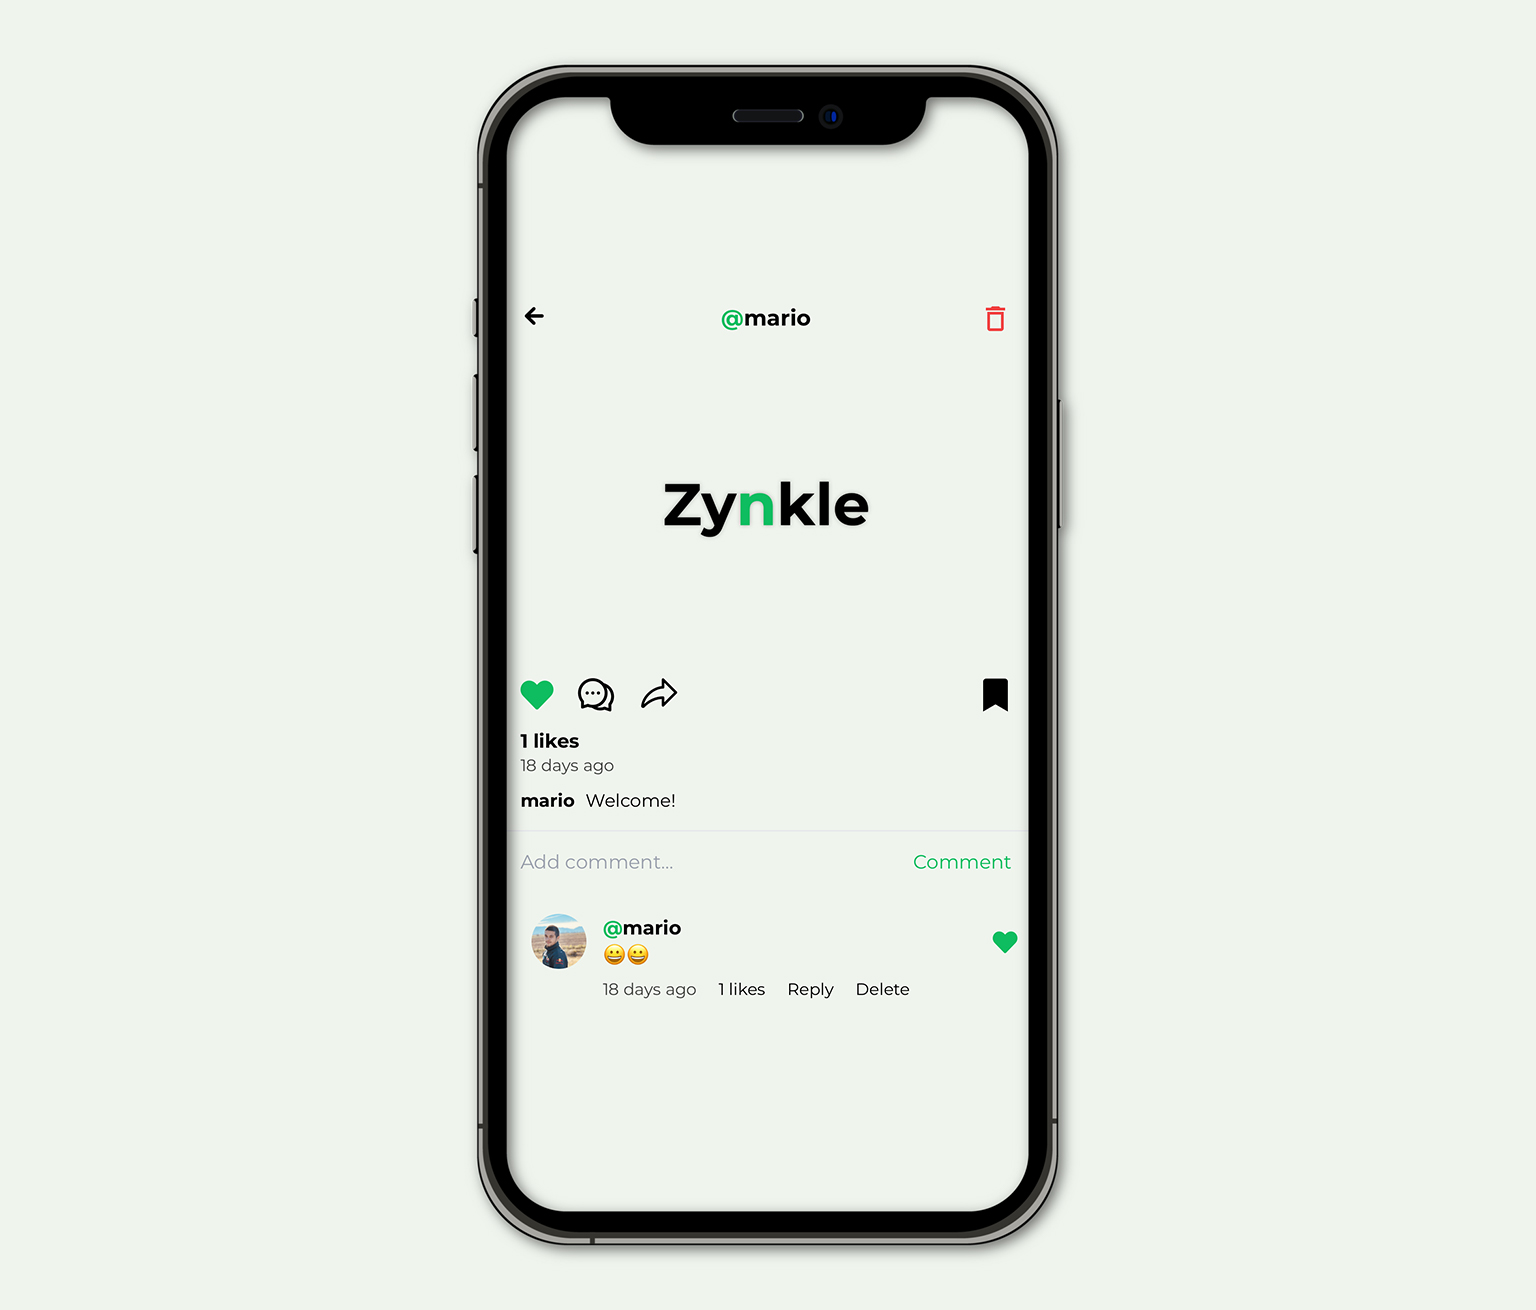 @mario
Zynkle
1 likes
18 days ago
mario Welcome!
Add comment... Comment
@mario
😀😀
18 days ago 1 likes Reply Delete